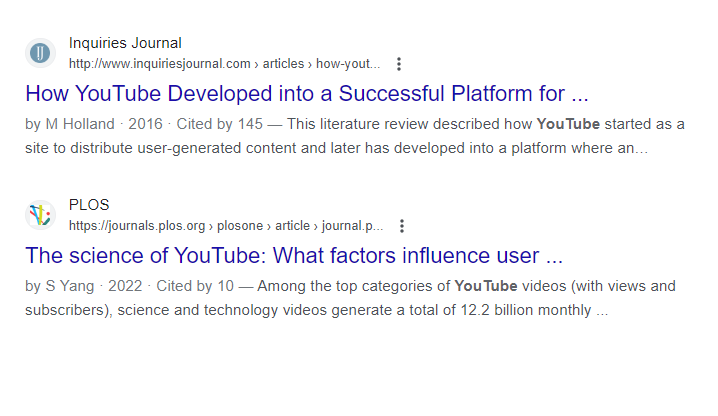 Inquiries Journal
http://www.inquiriesjournal.com › articles › how-yout...
How YouTube Developed into a Successful Platform for ...
by M Holland · 2016 · Cited by 145 — This literature review described how YouTube started as a
site to distribute user-generated content and later has developed into a platform where an...
PLOS
https://journals.plos.org › plosone › article › journal.p...
The science of YouTube: What factors influence user ...
by S Yang · 2022 · Cited by 10 — Among the top categories of YouTube videos (with views and
subscribers), science and technology videos generate a total of 12.2 billion monthly ...